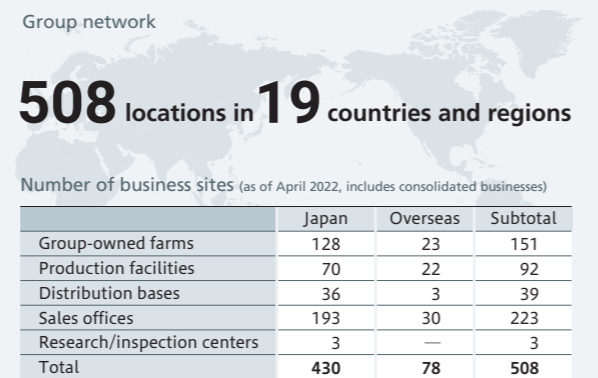 Group network
508 locations in 19 countries and regions
Number of business sites (as of April 2022, includes consolidated businesses)
Japan Overseas Subtotal
Group-owned farms 128 23 151
Production facilities 70 22 92
Distribution bases 36 3 39
Sales offices 193 30 223
Research/inspection centers 3 — 3
Total 430 78 508